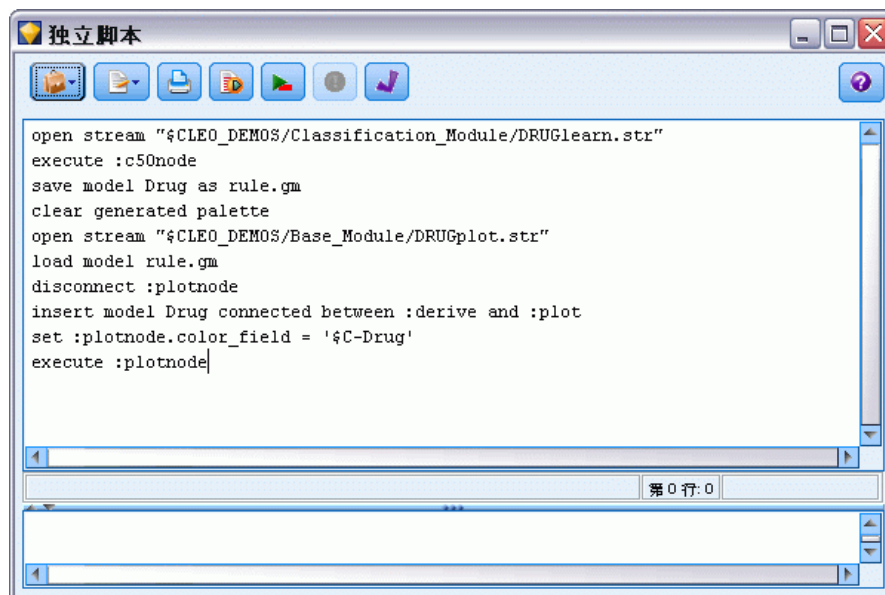 独立脚本
open stream "$CLEO_DEMOS/Classification_Module/DRUGlearn.str"
execute :c50node
save model Drug as rule.gm
clear generated palette
open stream "$CLEO_DEMOS/Base_Module/DRUGplot.str"
load model rule.gm
disconnect :plotnode
insert model Drug connected between :derive and :plot
set :plotnode.color_field = '$C-Drug'
execute :plotnode
第 0 行: 0